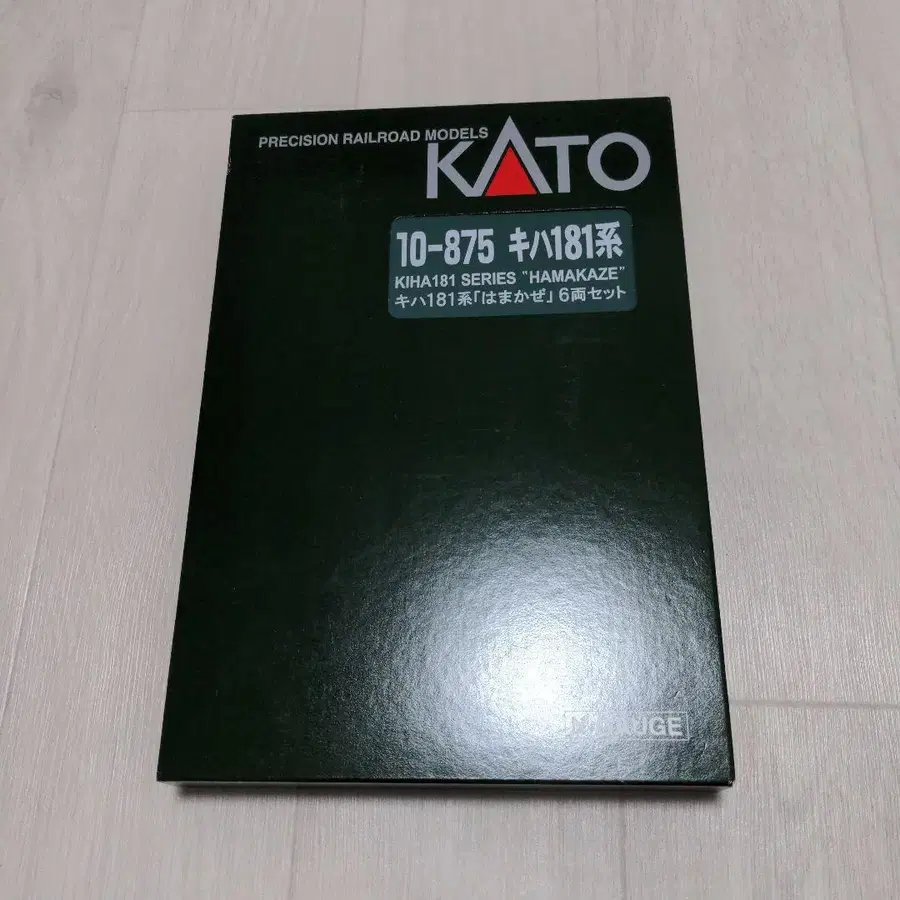 PRECISION RAILROAD MODELS
KATO
10-875 キハ181系
KIHA181 SERIES "HAMAKAZE"
キハ181系「はまかぜ」6両セット
N GAUGE